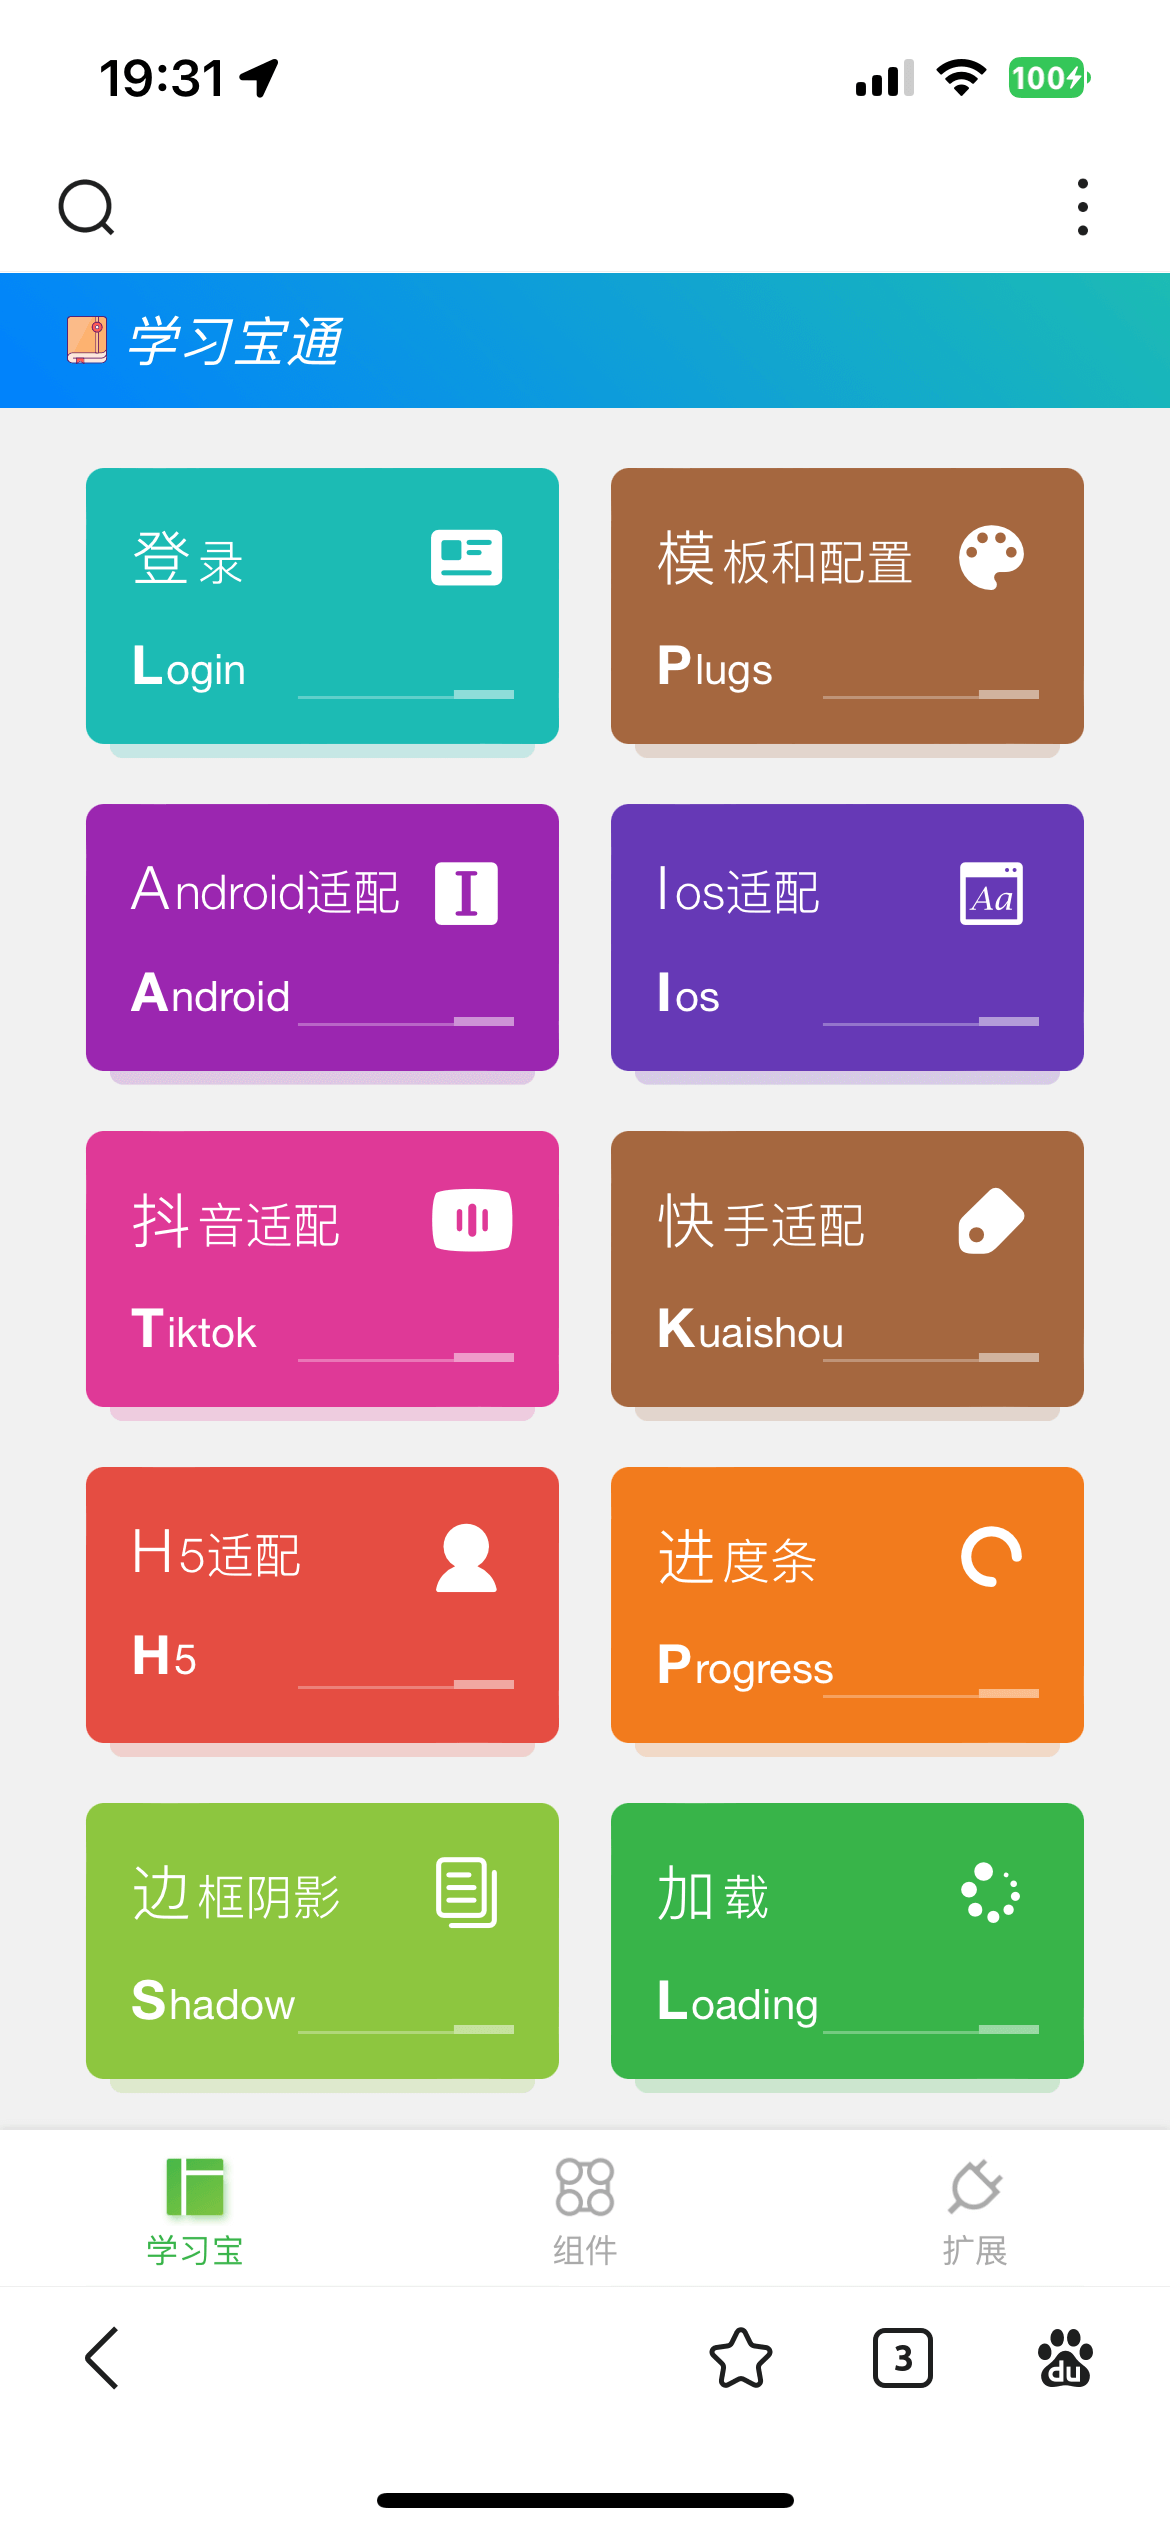 19:31
100
学习宝通
登录
Login
模板和配置
Plugs
Android适配
Android
Ios适配
Ios
Aa
抖音适配
Tiktok
快手适配
Kuaishou
H5适配
H5
进度条
Progress
边框阴影
Shadow
加载
Loading
学习宝
组件
扩展
3
du